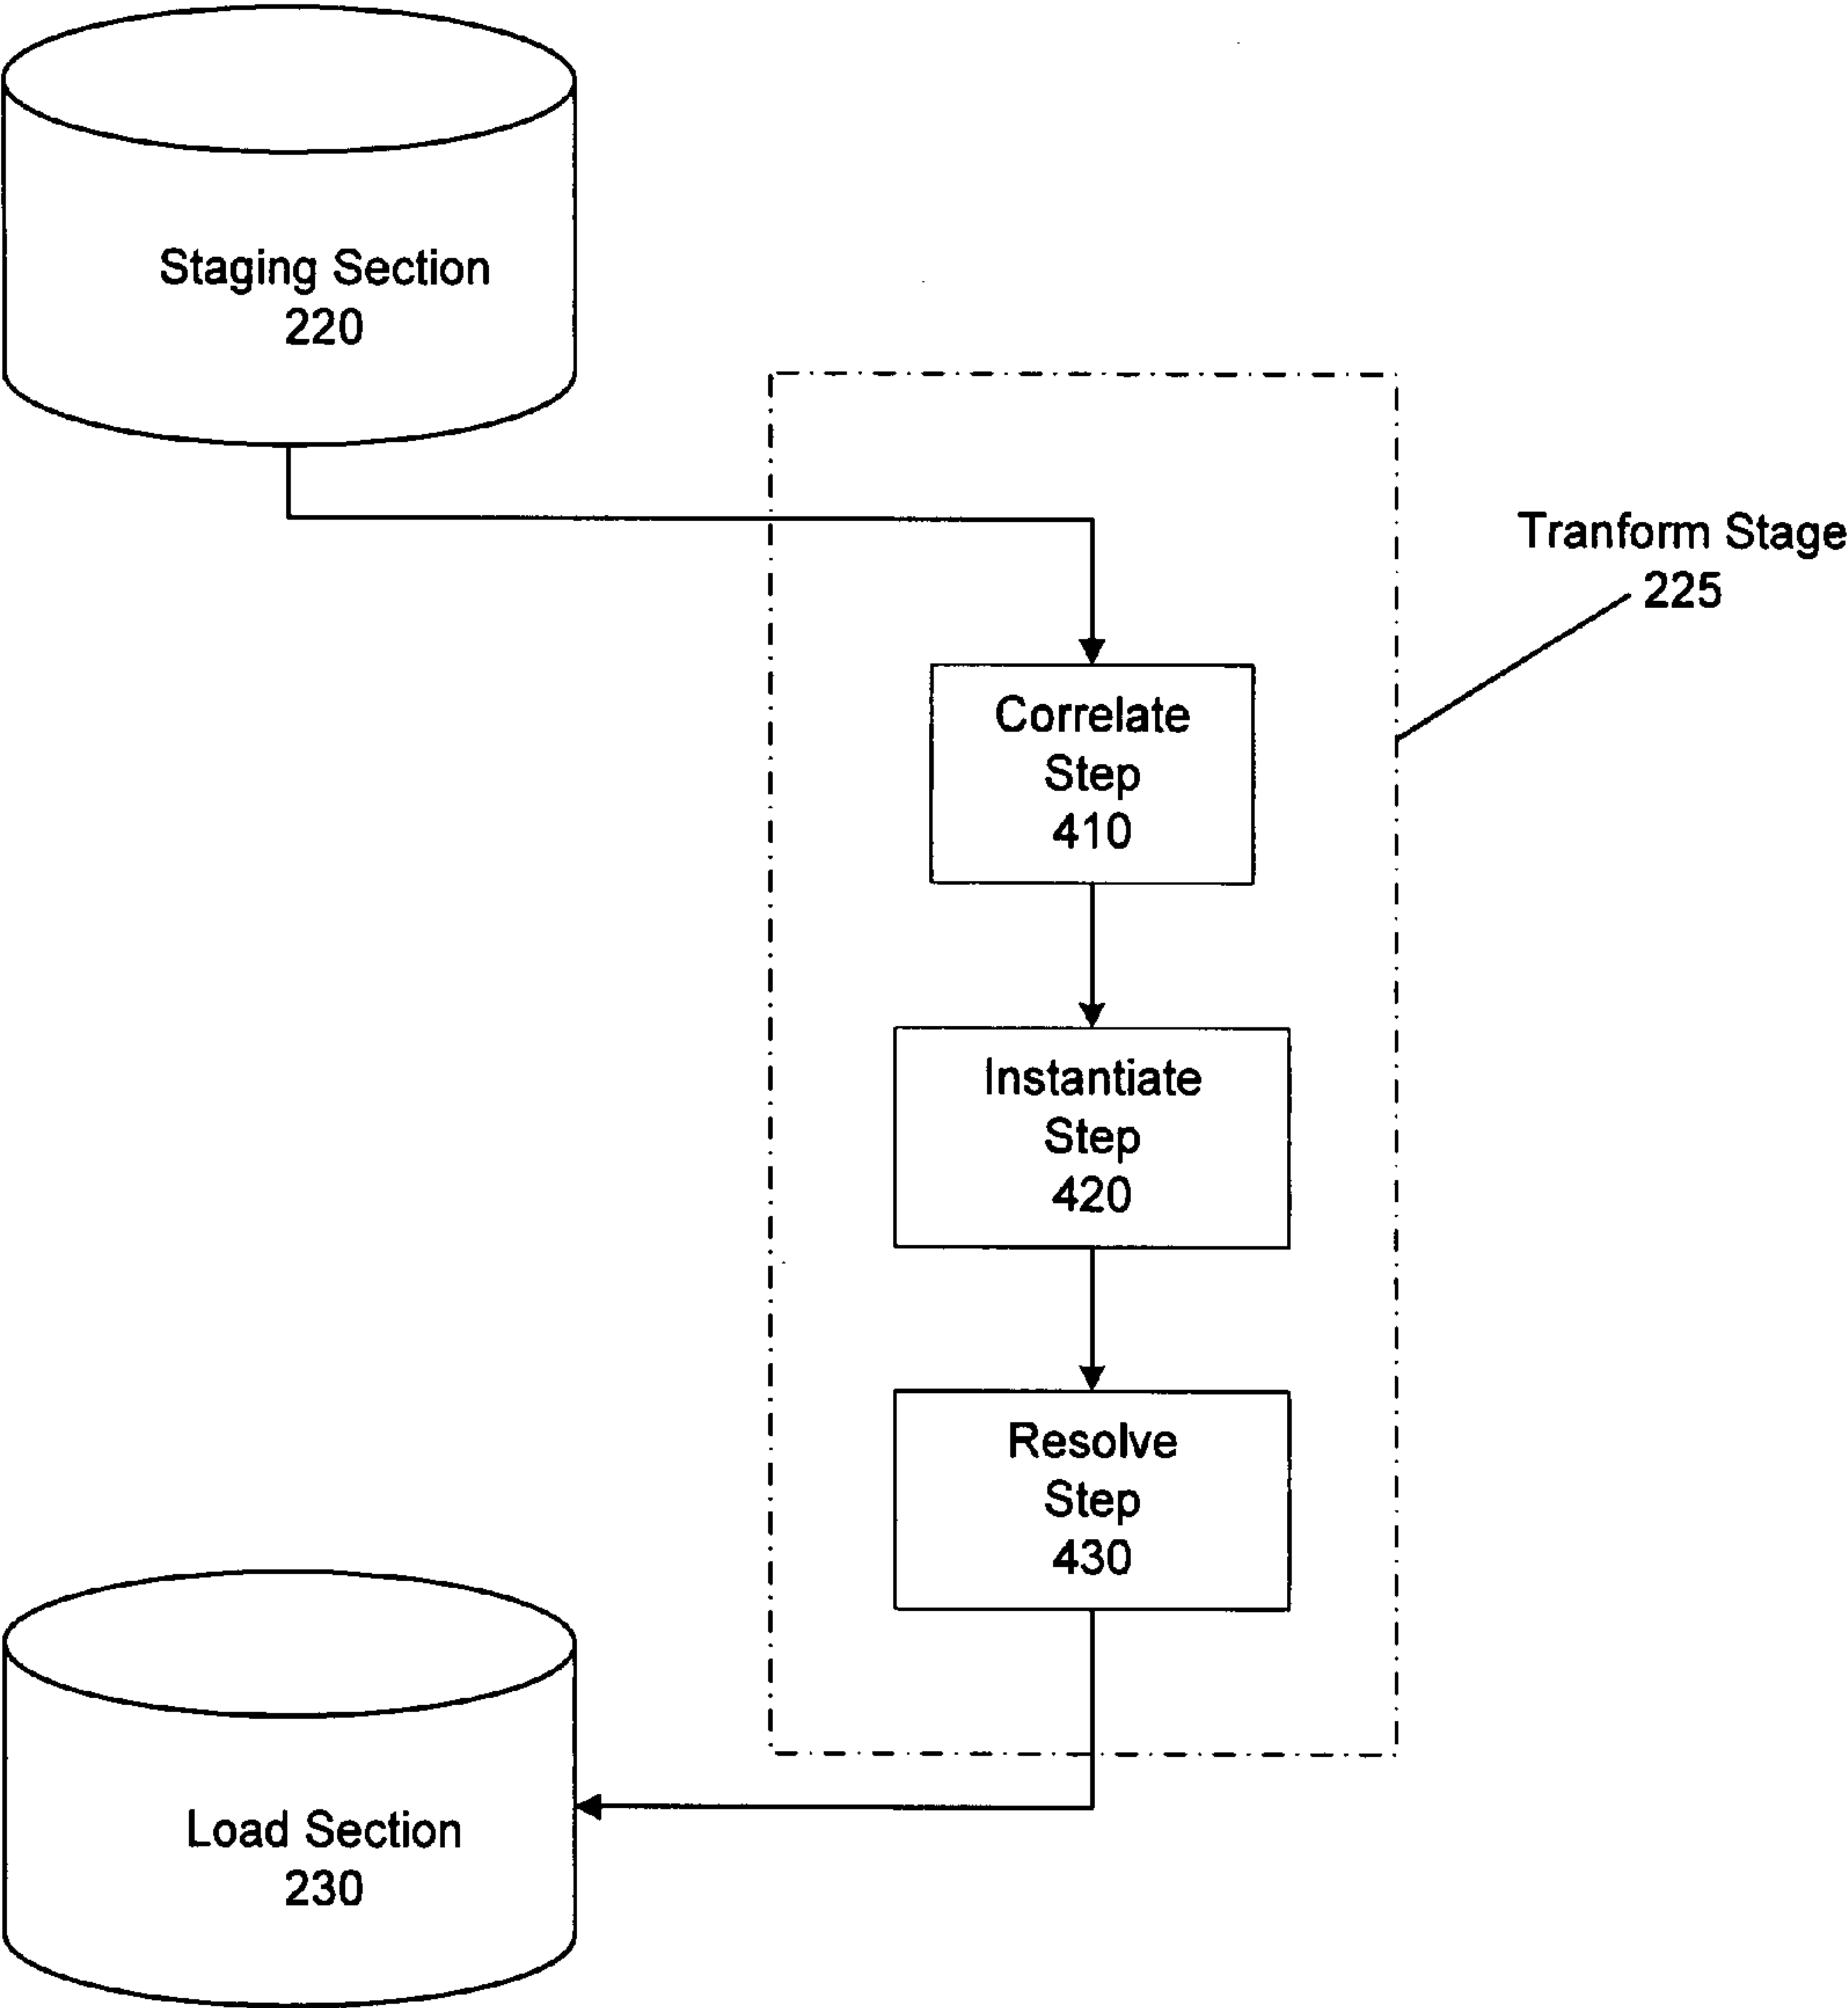 Staging Section
220
Tranform Stage
225
Correlate
Step
410
Instantiate
Step
420
Resolve
Step
430
Load Section
230